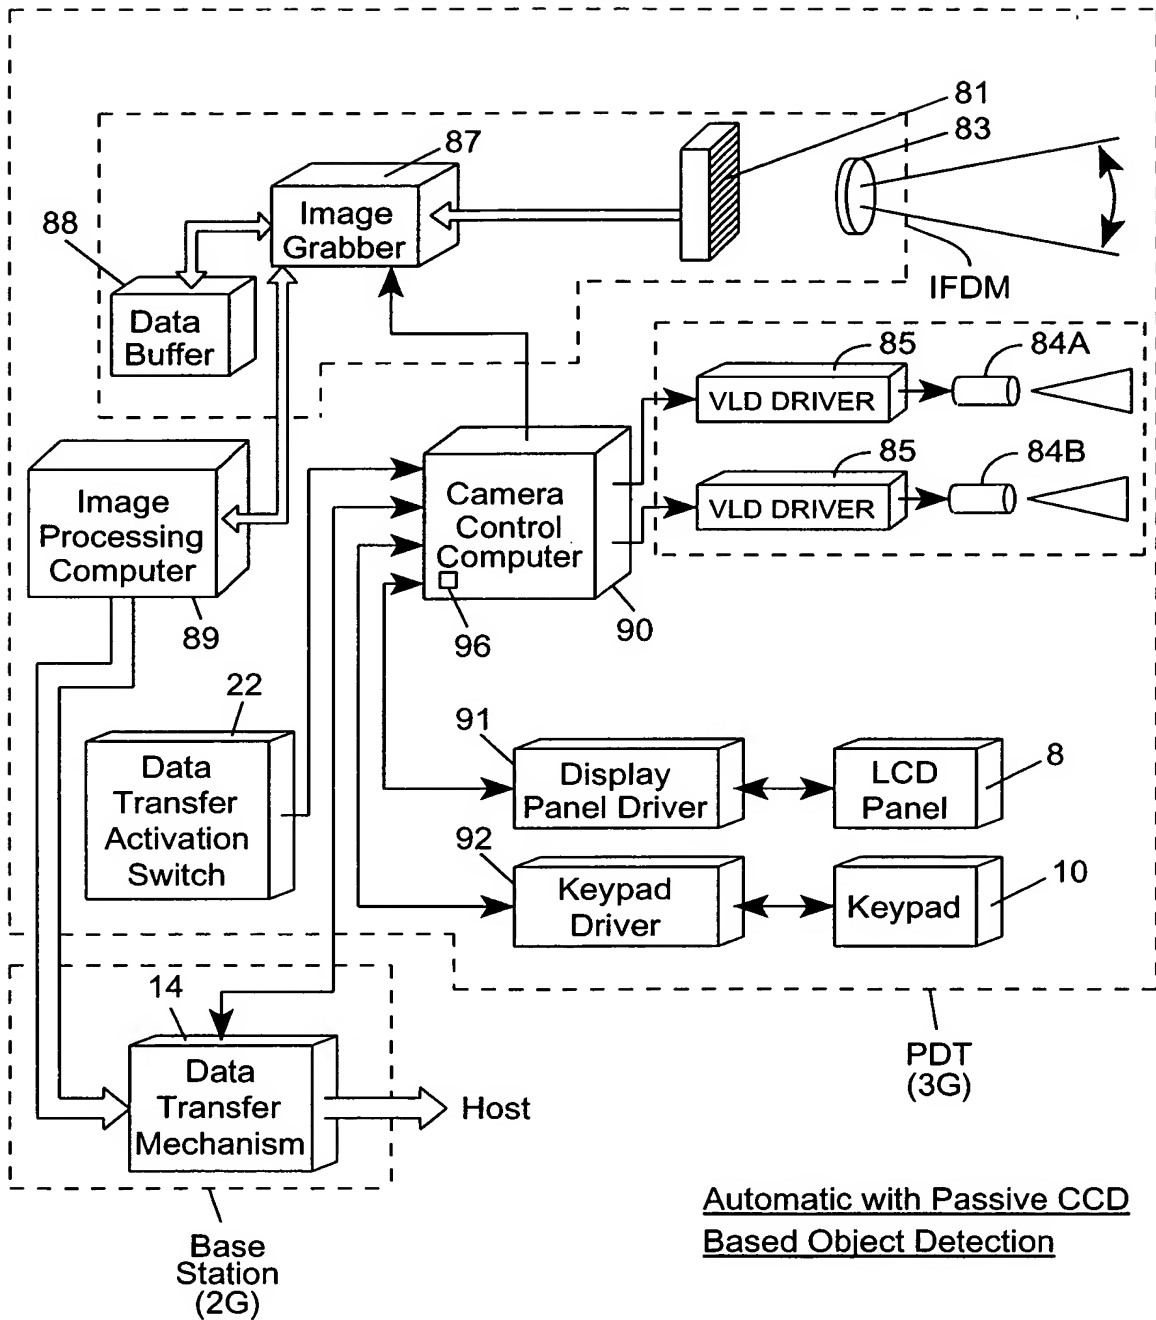 81
83
87
Image
Grabber
88
Data
Buffer
IFDM
85
84A
VLD DRIVER
85
84B
VLD DRIVER
Image
Processing
Computer
89
Camera
Control
Computer
96
90
22
Data
Transfer
Activation
Switch
91
Display
Panel Driver
LCD
Panel
8
92
Keypad
Driver
Keypad
10
14
Data
Transfer
Mechanism
Host
PDT
(3G)
Base
Station
(2G)
Automatic with Passive CCD
Based Object Detection